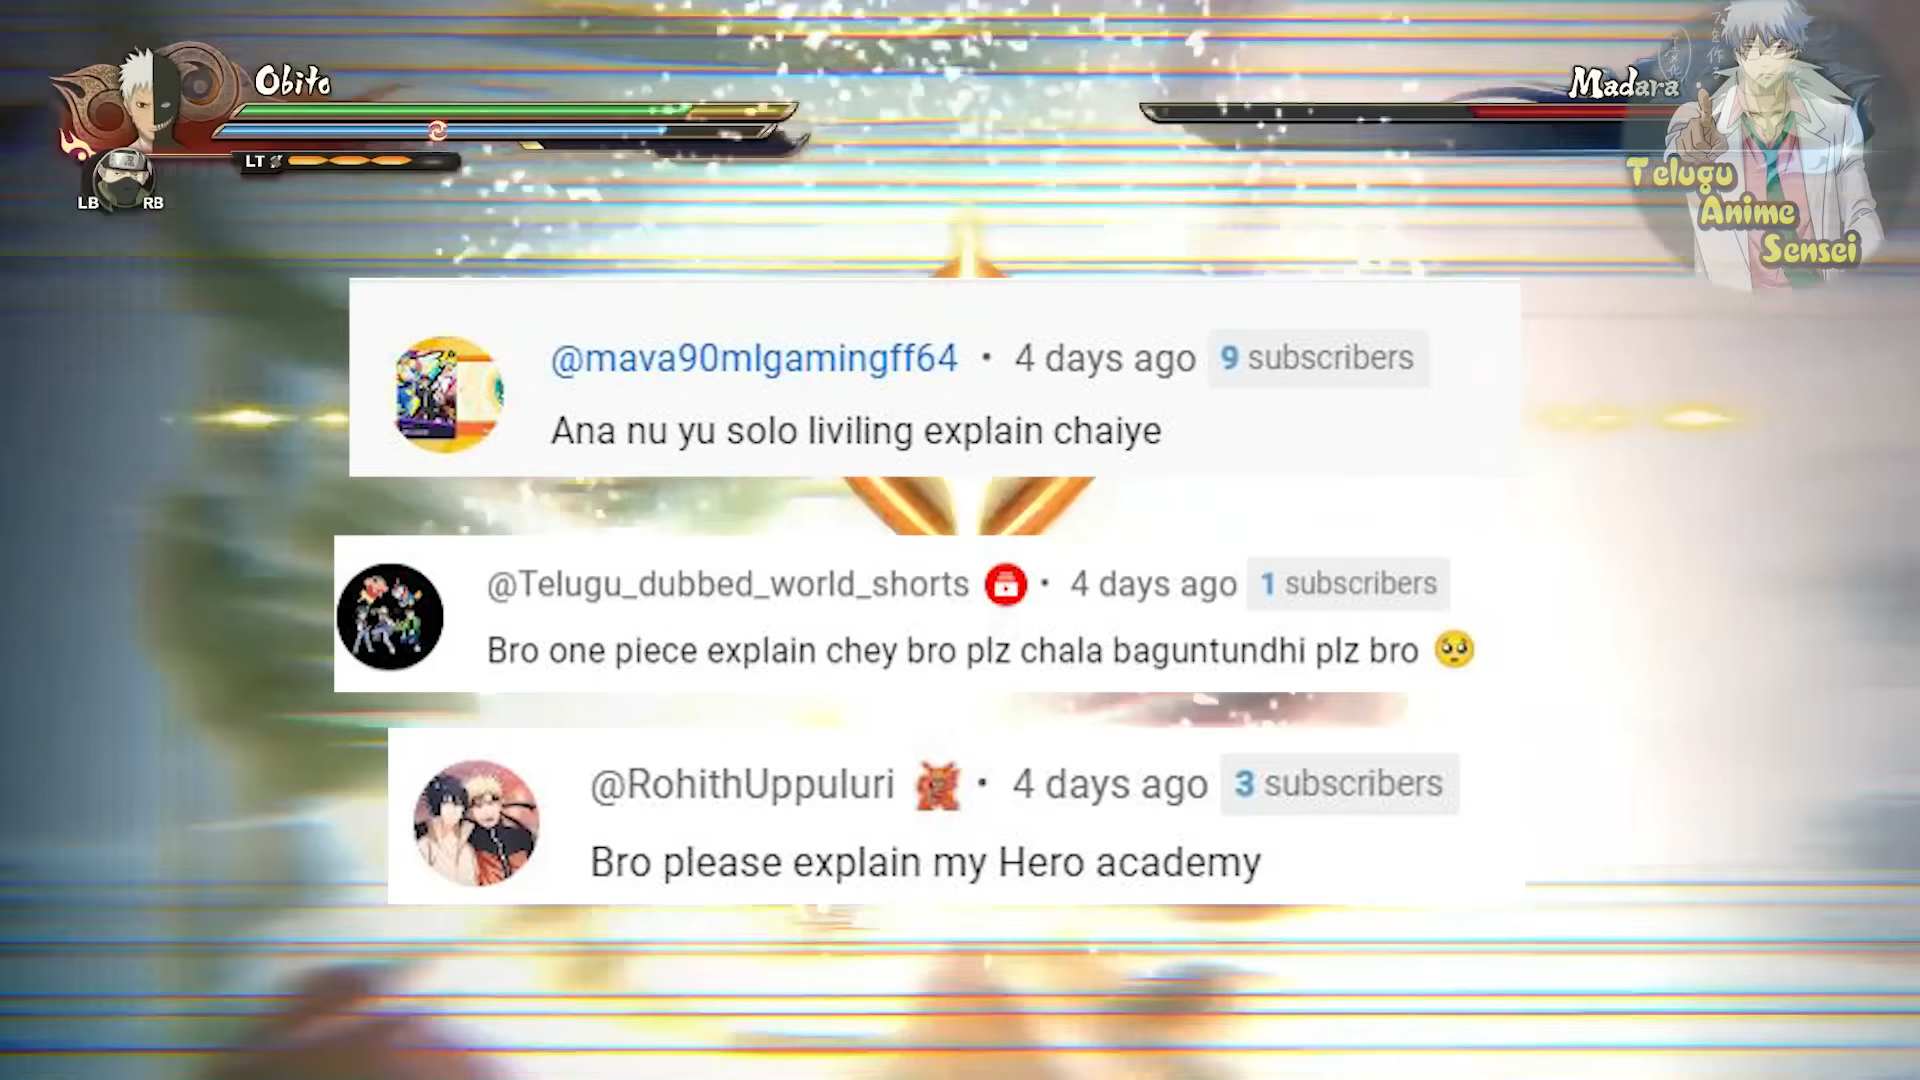 Obito
Madara
LT
LB
RB
Telugu
Anime
Sensei
@mava90mlgamingff64 • 4 days ago 9 subscribers
Ana nu yu solo liviling explain chaiye
@Telugu_dubbed_world_shorts • 4 days ago 1 subscribers
Bro one piece explain chey bro plz chala baguntundhi plz bro 🥺
@RohithUppuluri • 4 days ago 3 subscribers
Bro please explain my Hero academy